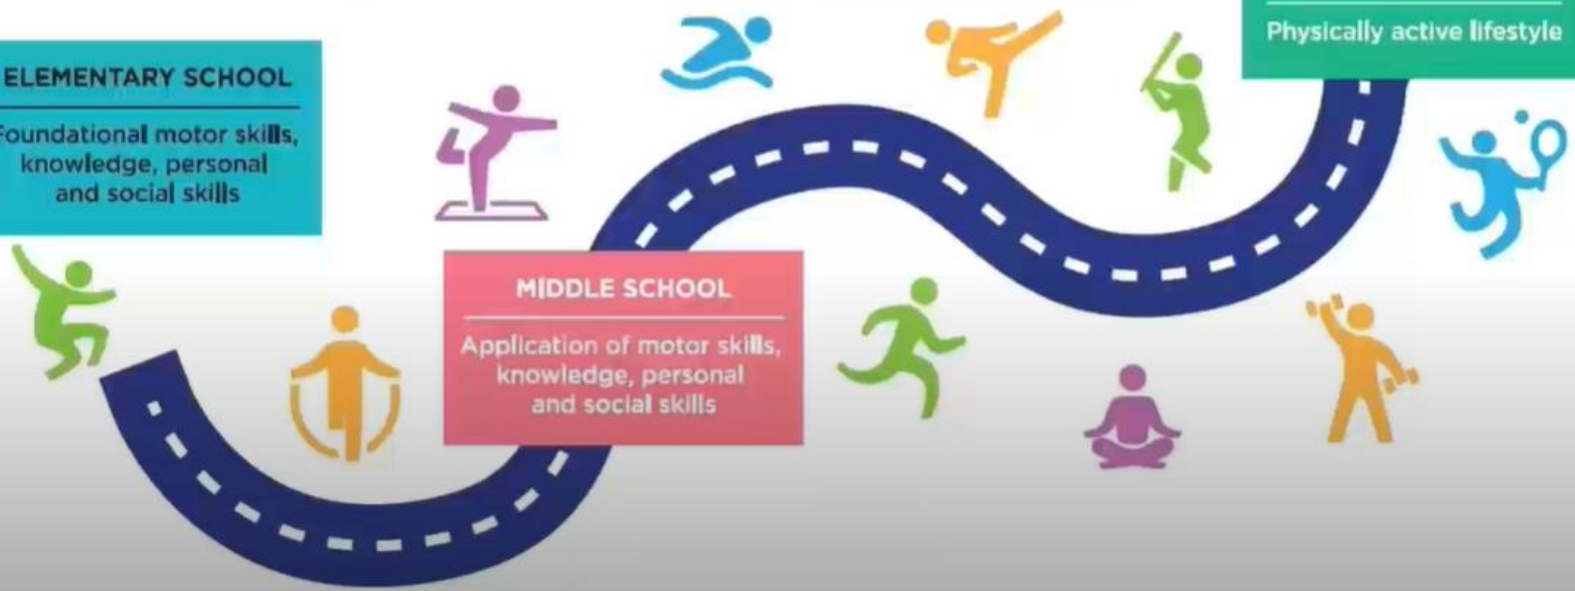 ELEMENTARY SCHOOL
Foundational motor skills,
knowledge, personal
and social skills
MIDDLE SCHOOL
Application of motor skills,
knowledge, personal
and social skills
Physically active lifestyle